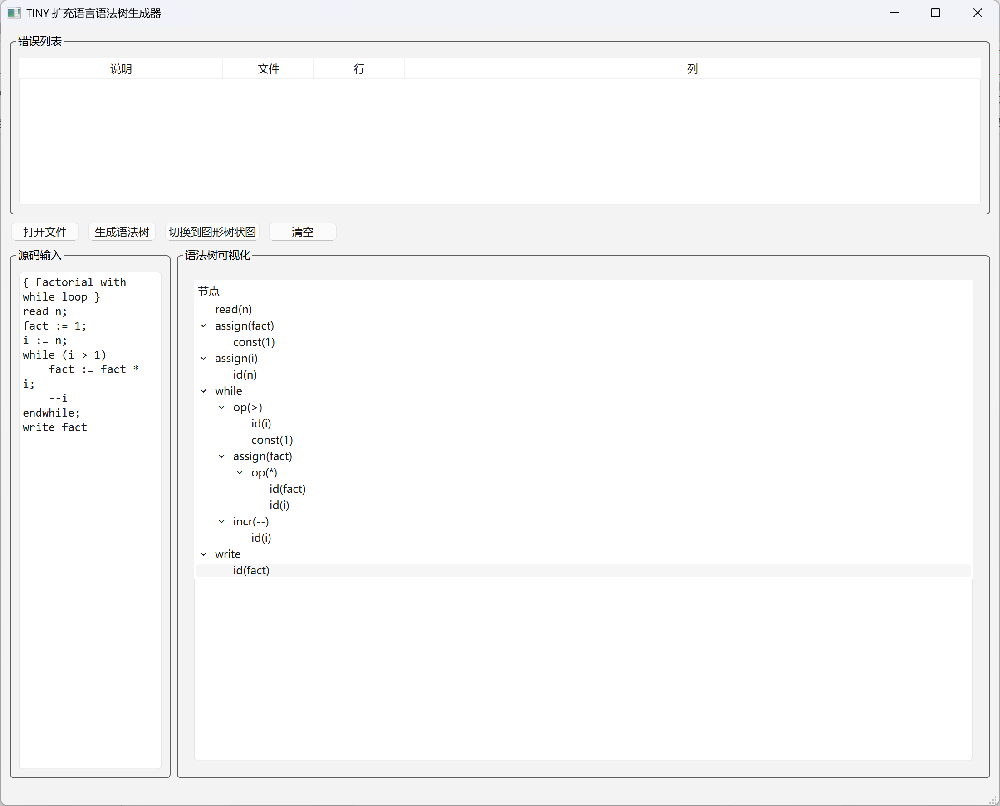 TINY 扩充语言语法树生成器
错误列表
说明 文件 行 列
打开文件 生成语法树 切换到图形树状图 清空
源码输入
{ Factorial with
while loop }
read n;
fact := 1;
i := n;
while (i > 1)
    fact := fact *
i;
    --i
endwhile;
write fact
语法树可视化
节点
read(n)
assign(fact)
const(1)
assign(i)
id(n)
while
op(>)
id(i)
const(1)
assign(fact)
op(*)
id(fact)
id(i)
incr(--)
id(i)
write
id(fact)